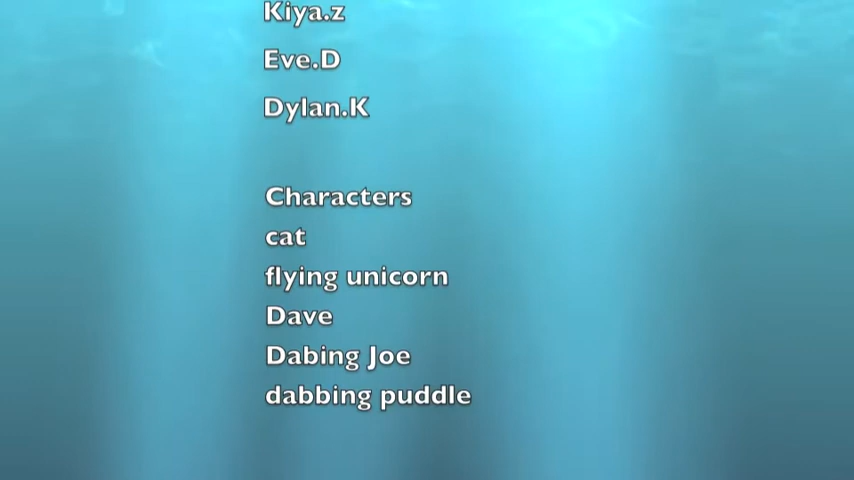 Kiya.z
Eve.D
Dylan.K
Characters
cat
flying unicorn
Dave
Dabing Joe
dabbing puddle